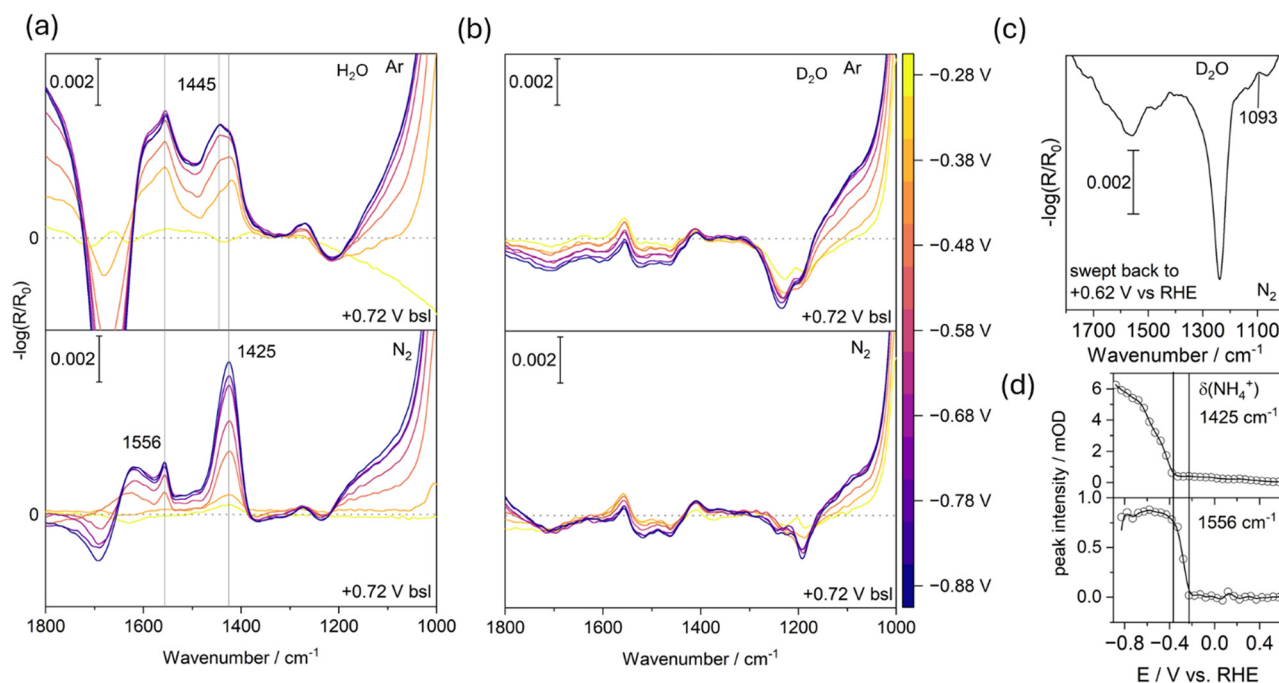 (a)
0.002
1445
H₂O
Ar
0
+0.72 V bsl
0.002
N₂
1425
1556
0
+0.72 V bsl
-log(R/R₀)
1800 1600 1400 1200 1000
Wavenumber / cm⁻¹
(b)
0.002
D₂O
Ar
+0.72 V bsl
0.002
N₂
+0.72 V bsl
1800 1600 1400 1200 1000
Wavenumber / cm⁻¹
−0.28 V
−0.38 V
−0.48 V
−0.58 V
−0.68 V
−0.78 V
−0.88 V
(c)
D₂O
1093
0.002
swept back to
+0.62 V vs RHE
N₂
-log(R/R₀)
1700 1500 1300 1100
Wavenumber / cm⁻¹
(d)
δ(NH₄⁺)
1425 cm⁻¹
6
4
2
0
1.0
1556 cm⁻¹
0.5
0.0
peak intensity / mOD
−0.8 −0.4 0.0 0.4
E / V vs. RHE